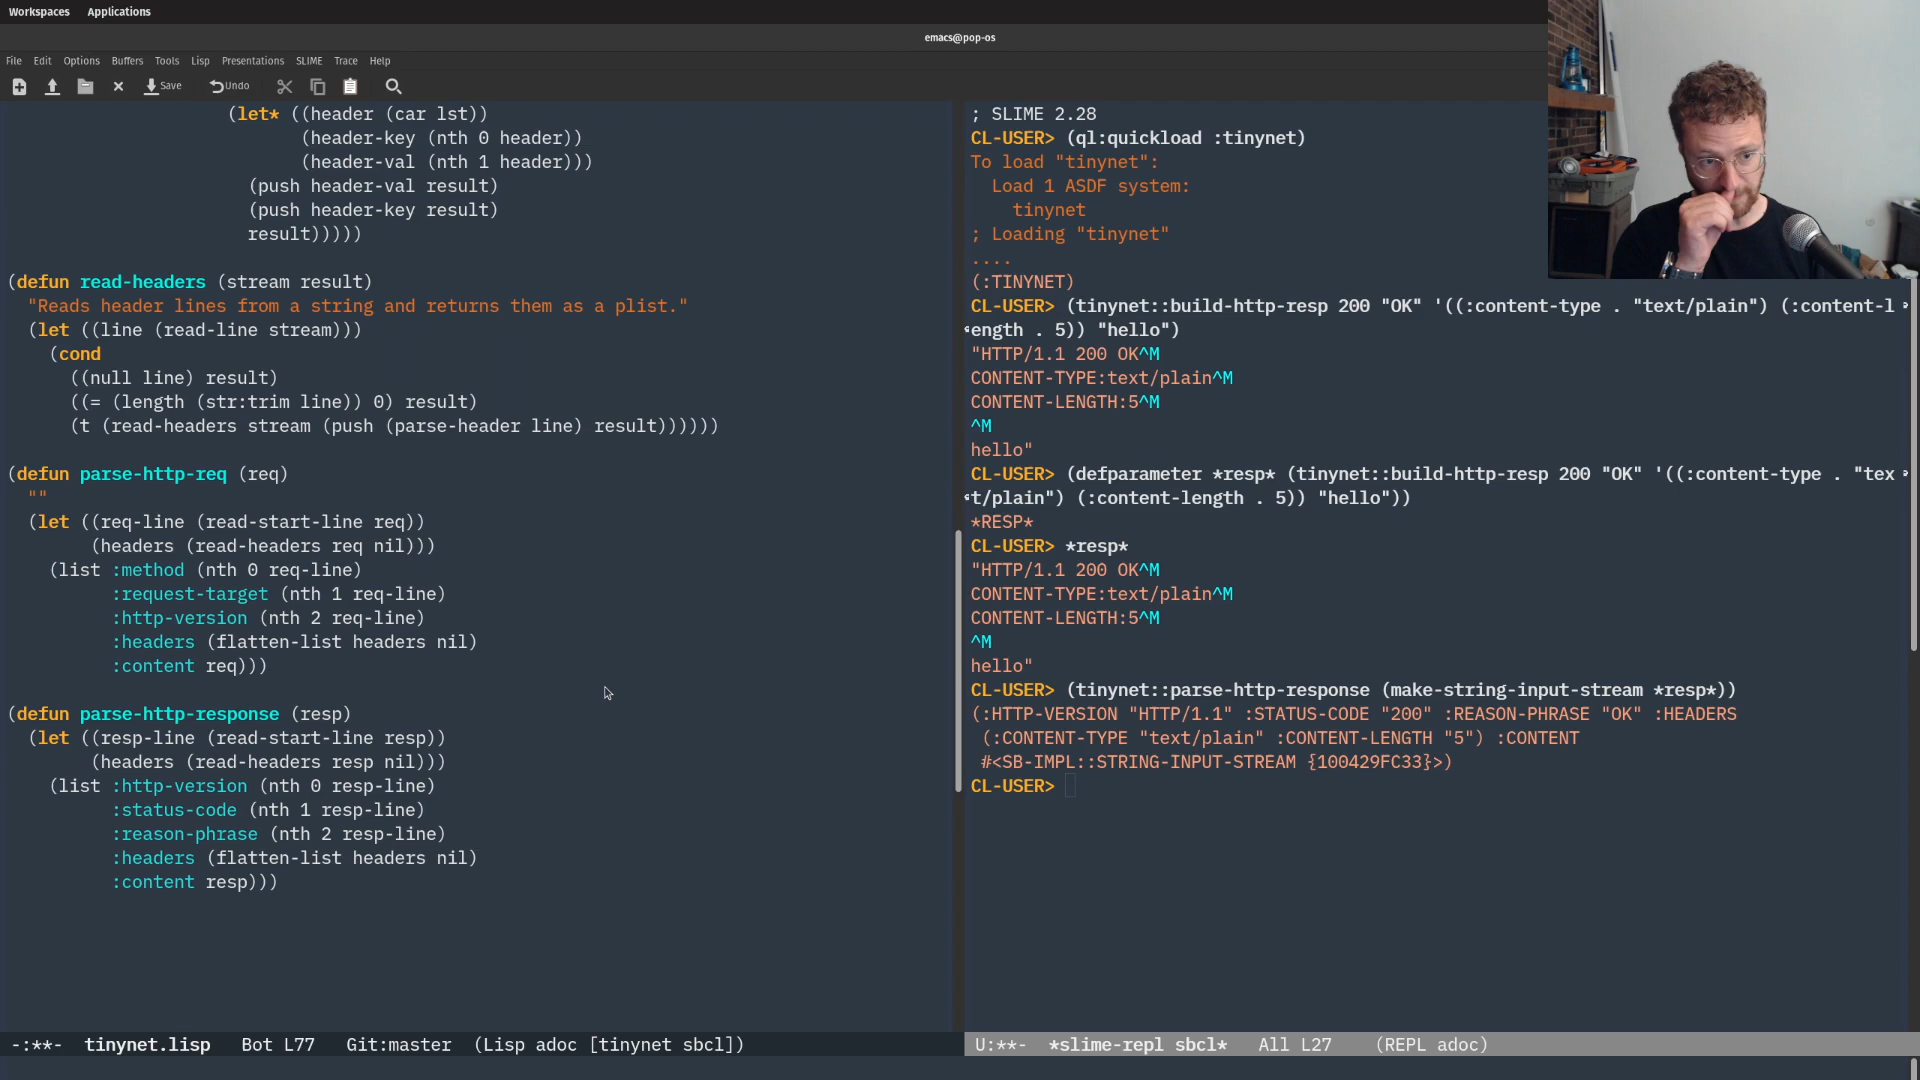 Workspaces Applications
emacs@pop-os
File Edit Options Buffers Tools Lisp Presentations SLIME Trace Help
Save Undo
(let* ((header (car lst))
(header-key (nth 0 header))
(header-val (nth 1 header)))
(push header-val result)
(push header-key result)
result)))))
(defun read-headers (stream result)
"Reads header lines from a string and returns them as a plist."
(let ((line (read-line stream)))
(cond
((null line) result)
((= (length (str:trim line)) 0) result)
(t (read-headers stream (push (parse-header line) result))))))
(defun parse-http-req (req)
""
(let ((req-line (read-start-line req))
(headers (read-headers req nil)))
(list :method (nth 0 req-line)
:request-target (nth 1 req-line)
:http-version (nth 2 req-line)
:headers (flatten-list headers nil)
:content req)))
(defun parse-http-response (resp)
(let ((resp-line (read-start-line resp))
(headers (read-headers resp nil)))
(list :http-version (nth 0 resp-line)
:status-code (nth 1 resp-line)
:reason-phrase (nth 2 resp-line)
:headers (flatten-list headers nil)
:content resp)))
-:**- tinynet.lisp Bot L77 Git:master (Lisp adoc [tinynet sbcl])
; SLIME 2.28
CL-USER> (ql:quickload :tinynet)
To load "tinynet":
Load 1 ASDF system:
tinynet
; Loading "tinynet"
....
(:TINYNET)
CL-USER> (tinynet::build-http-resp 200 "OK" '((:content-type . "text/plain") (:content-l
ength . 5)) "hello")
"HTTP/1.1 200 OK^M
CONTENT-TYPE:text/plain^M
CONTENT-LENGTH:5^M
^M
hello"
CL-USER> (defparameter *resp* (tinynet::build-http-resp 200 "OK" '((:content-type . "tex
t/plain") (:content-length . 5)) "hello"))
*RESP*
CL-USER> *resp*
"HTTP/1.1 200 OK^M
CONTENT-TYPE:text/plain^M
CONTENT-LENGTH:5^M
^M
hello"
CL-USER> (tinynet::parse-http-response (make-string-input-stream *resp*))
(:HTTP-VERSION "HTTP/1.1" :STATUS-CODE "200" :REASON-PHRASE "OK" :HEADERS
(:CONTENT-TYPE "text/plain" :CONTENT-LENGTH "5") :CONTENT
#<SB-IMPL::STRING-INPUT-STREAM {100429FC33}>)
CL-USER>
U:**- *slime-repl sbcl* All L27 (REPL adoc)